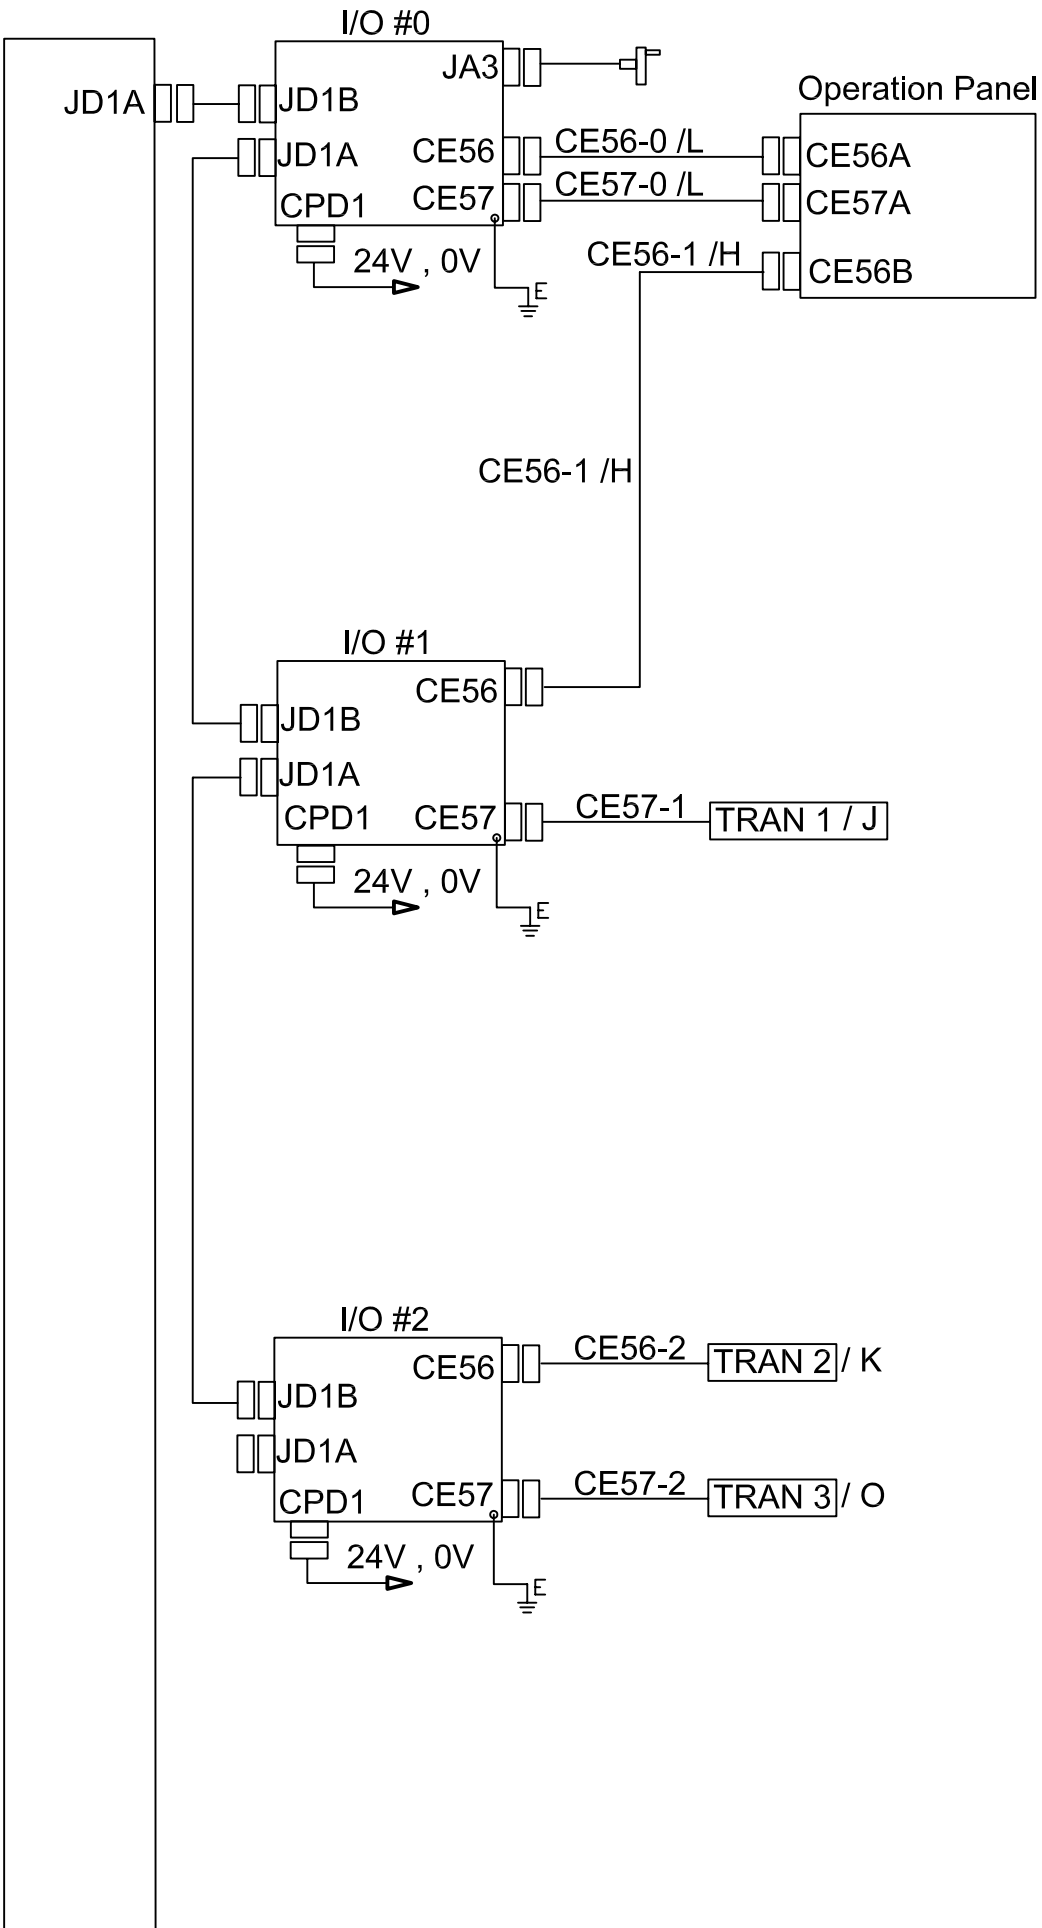 I/O #0
JD1A
JD1B
JA3
Operation Panel
JD1A
CE56
CE56-0 /L
CE56A
CPD1
CE57
CE57-0 /L
CE57A
24V , 0V
E
CE56-1 /H
CE56B
CE56-1 /H
I/O #1
CE56
JD1B
JD1A
CPD1
CE57
CE57-1
TRAN 1 / J
24V , 0V
E
I/O #2
CE56
CE56-2
TRAN 2 / K
JD1B
JD1A
CPD1
CE57
CE57-2
TRAN 3 / O
24V , 0V
E